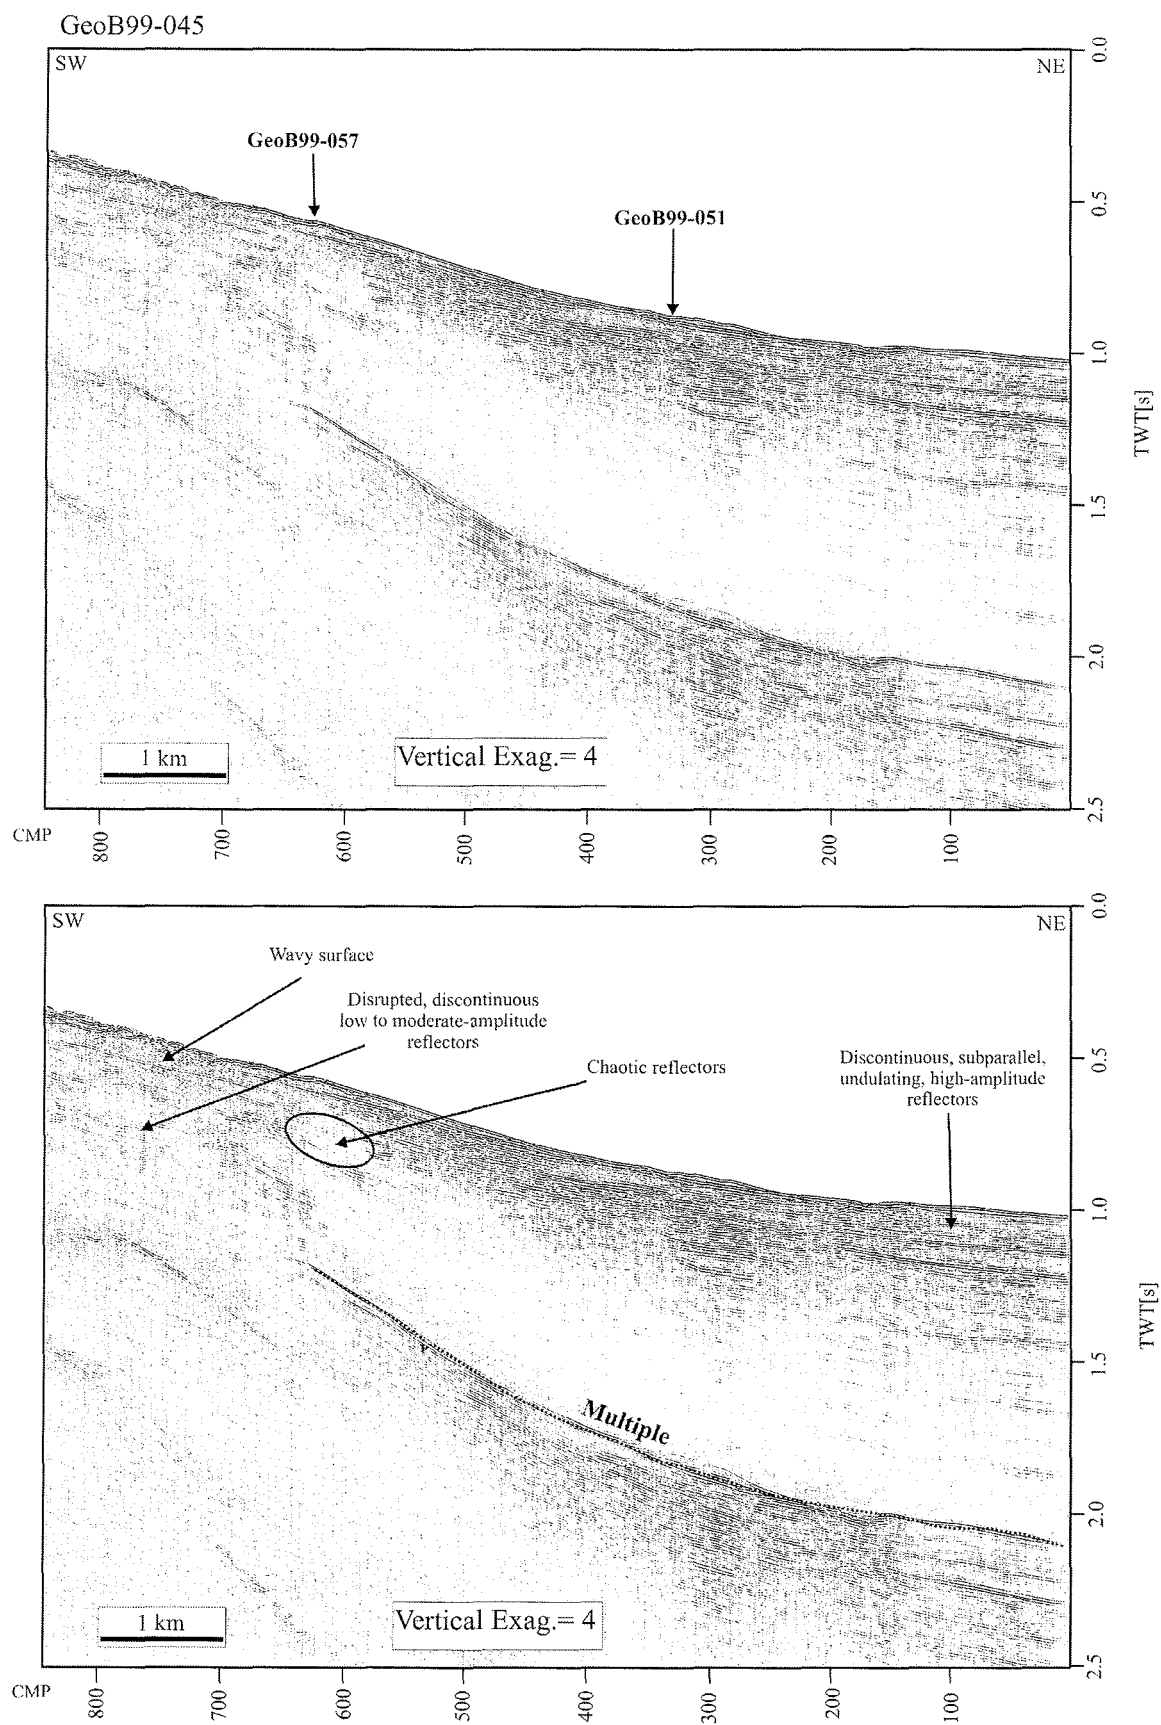 GeoB99-045
SW
NE
GeoB99-057
GeoB99-051
0.0
0.5
1.0
1.5
2.0
2.5
TWT[s]
1 km
Vertical Exag.= 4
CMP
800
700
600
500
400
300
200
100
SW
NE
Wavy surface
Disrupted, discontinuous
low to moderate-amplitude
reflectors
Chaotic reflectors
Discontinuous, subparallel,
undulating, high-amplitude
reflectors
Multiple
0.0
0.5
1.0
1.5
2.0
2.5
TWT[s]
1 km
Vertical Exag.= 4
CMP
800
700
600
500
400
300
200
100